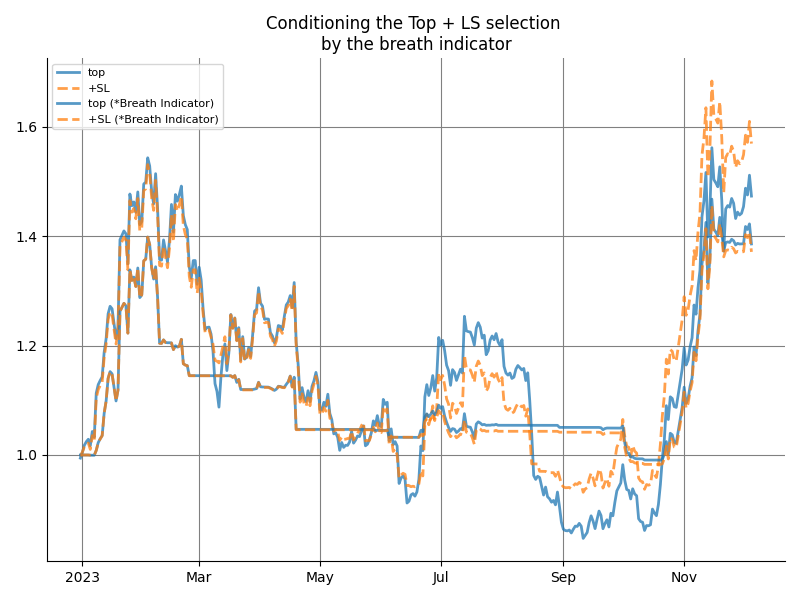 Conditioning the Top + LS selection
by the breath indicator
top
+SL
top (*Breath Indicator)
+SL (*Breath Indicator)
1.6
1.4
1.2
1.0
2023
Mar
May
Jul
Sep
Nov